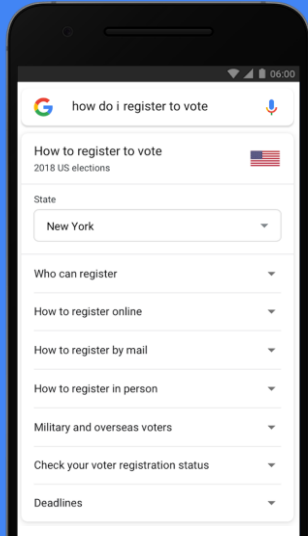 06:00
how do i register to vote
How to register to vote
2018 US elections
State
New York
Who can register
How to register online
How to register by mail
How to register in person
Military and overseas voters
Check your voter registration status
Deadlines